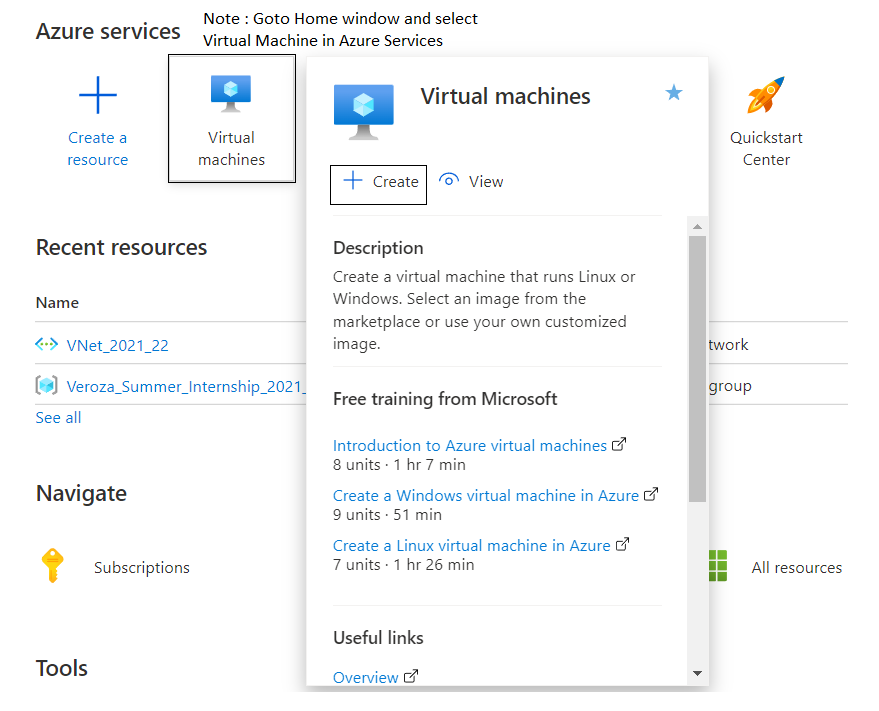 Azure services
Note : Goto Home window and select
Virtual Machine in Azure Services
Create a
resource
Virtual
machines
Quickstart
Center
Virtual machines
Create
View
Description
Create a virtual machine that runs Linux or
Windows. Select an image from the
marketplace or use your own customized
image.
Free training from Microsoft
Introduction to Azure virtual machines
8 units · 1 hr 7 min
Create a Windows virtual machine in Azure
9 units · 51 min
Create a Linux virtual machine in Azure
7 units · 1 hr 26 min
Useful links
Overview
Recent resources
Name
VNet_2021_22
twork
Veroza_Summer_Internship_2021_
group
See all
Navigate
Subscriptions
All resources
Tools